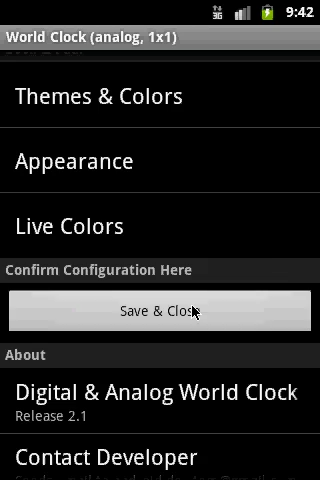 3G
9:42
World Clock (analog, 1x1)
Themes & Colors
Appearance
Live Colors
Confirm Configuration Here
Save & Close
About
Digital & Analog World Clock
Release 2.1
Contact Developer